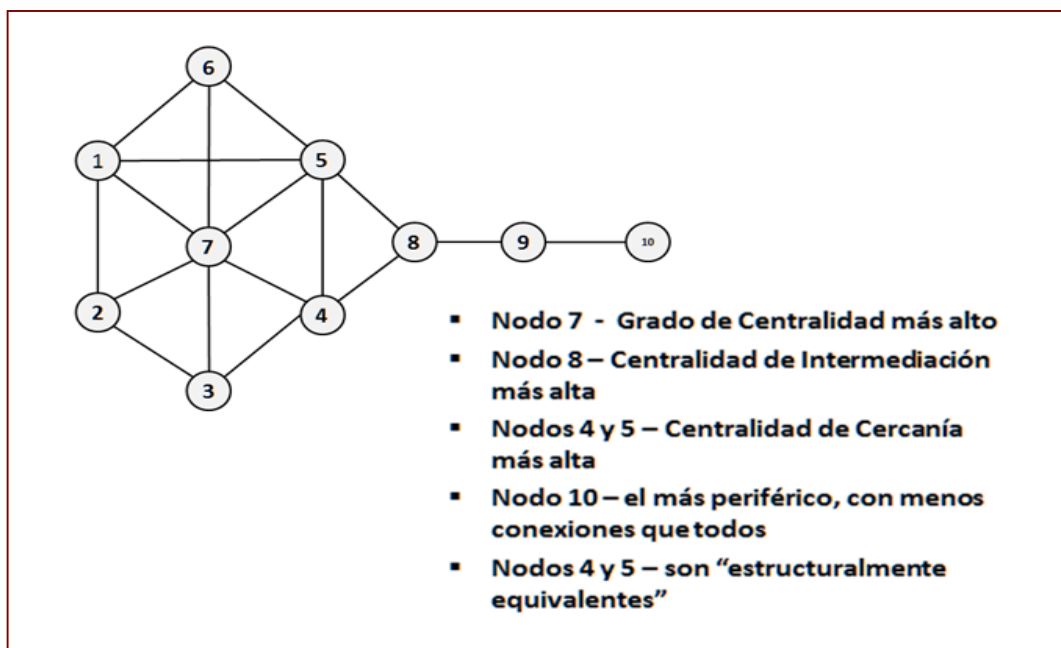 6
1
5
7
8
9
10
2
4
3
▪ Nodo 7 - Grado de Centralidad más alto
▪ Nodo 8 – Centralidad de Intermediación
más alta
▪ Nodos 4 y 5 – Centralidad de Cercanía
más alta
▪ Nodo 10 – el más periférico, con menos
conexiones que todos
▪ Nodos 4 y 5 – son “estructuralmente
equivalentes”